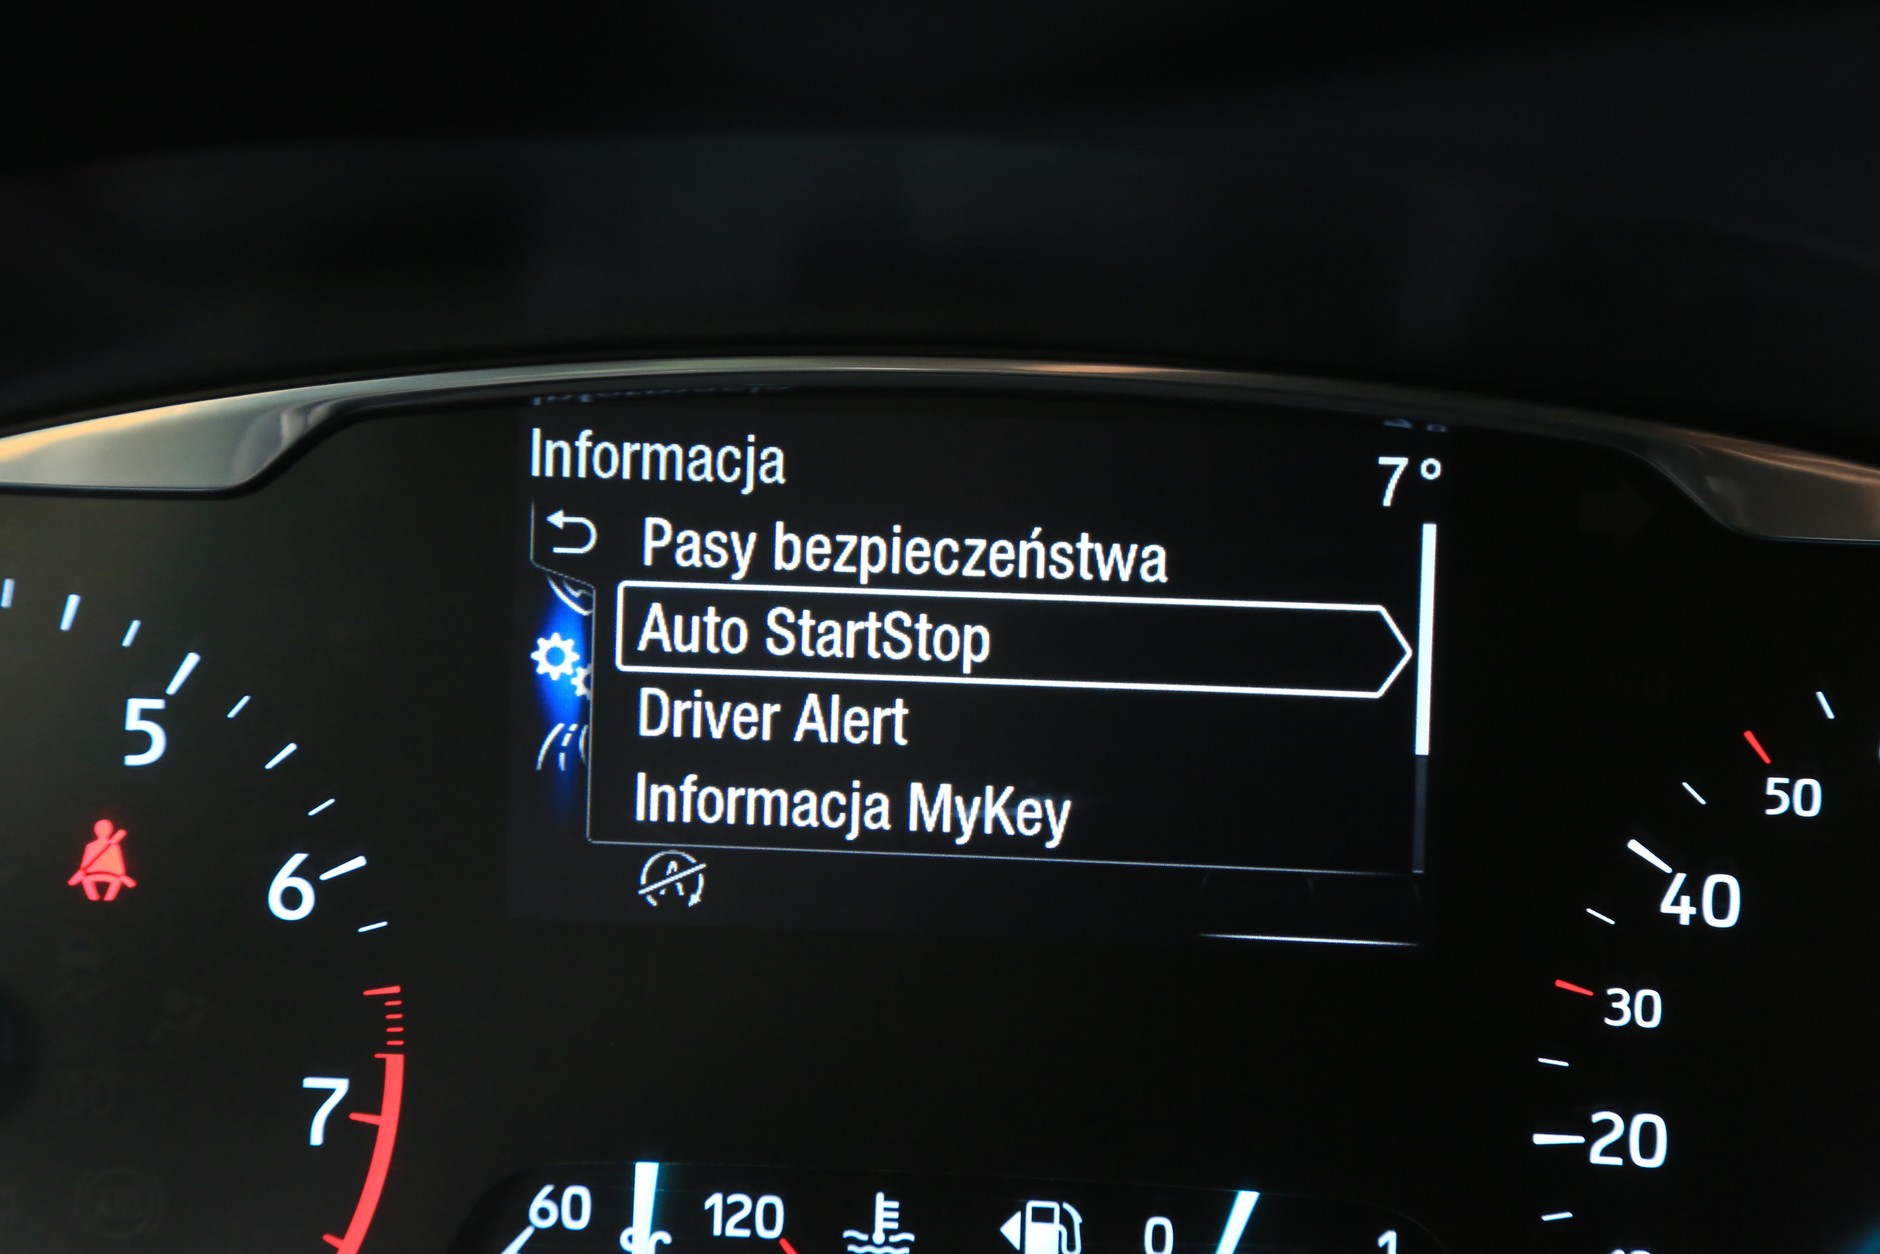 Informacja
7°
Pasy bezpieczeństwa
Auto StartStop
Driver Alert
Informacja MyKey
A
5
6
7
50
40
30
20
60
°C
120
0
1